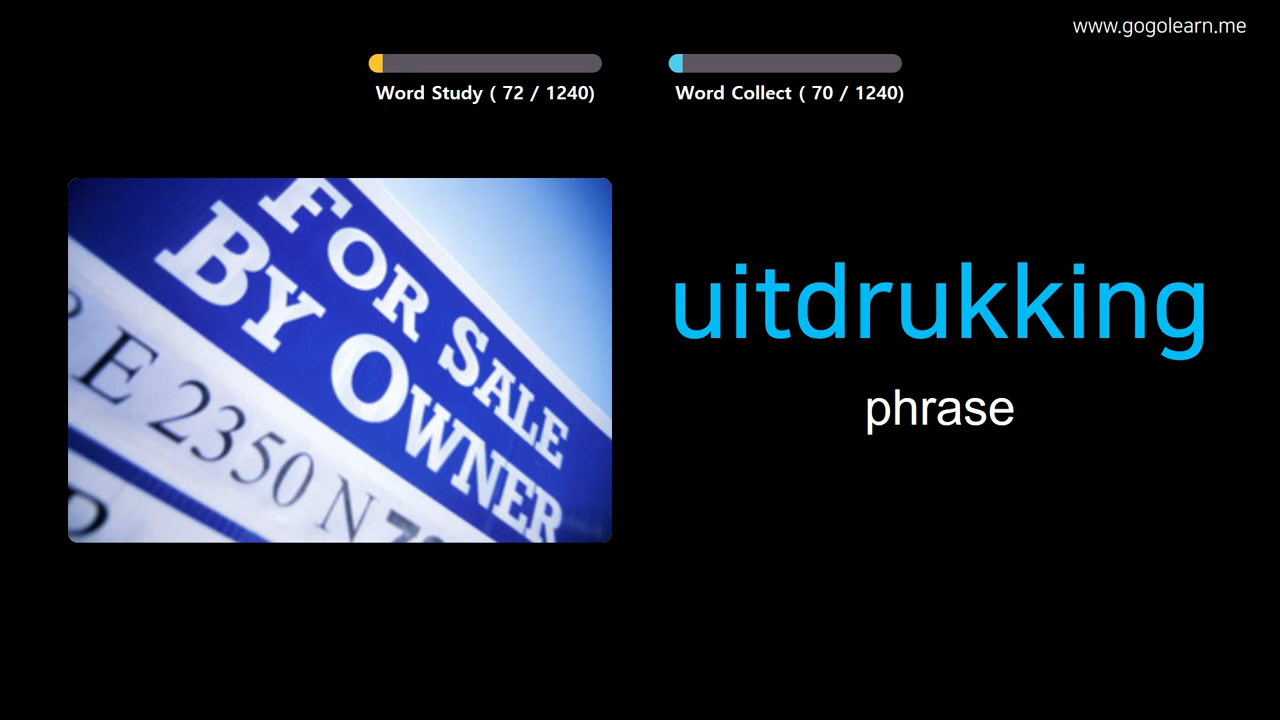 www.gogolearn.me
Word Study ( 72 / 1240)
Word Collect ( 70 / 1240)
FOR SALE
BY OWNER
E 2350 N
uitdrukking
phrase